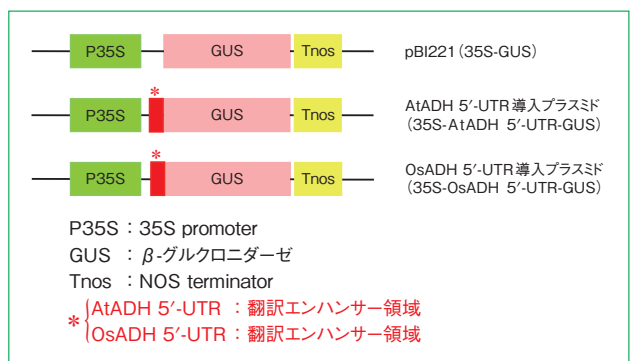 P35S GUS Tnos pBI221(35S-GUS)
*
P35S GUS Tnos AtADH 5′-UTR導入プラスミド
(35S-AtADH 5′-UTR-GUS)
*
P35S GUS Tnos OsADH 5′-UTR導入プラスミド
(35S-OsADH 5′-UTR-GUS)
P35S：35S promoter
GUS ：β-グルクロニダーゼ
Tnos ：NOS terminator
*{AtADH 5′-UTR ：翻訳エンハンサー領域
OsADH 5′-UTR ：翻訳エンハンサー領域